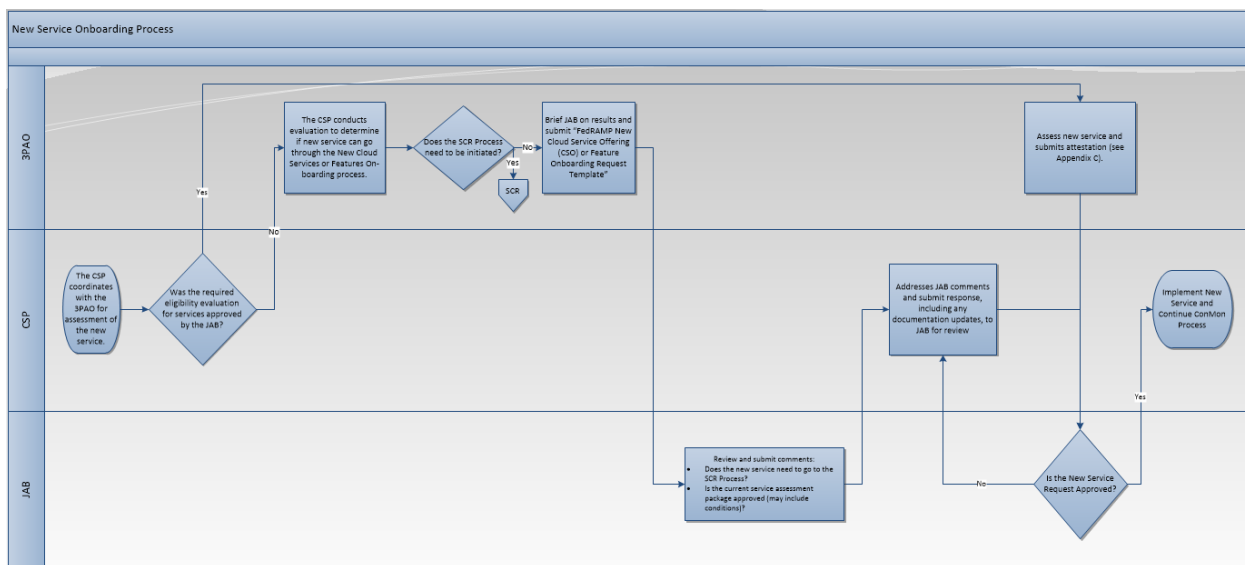 New Service Onboarding Process
3PAO
The CSP conducts
evaluation to determine
if new service can go
through the New Cloud
Services or Features On-
boarding process.
Does the SCR Process
need to be initiated?
No
Yes
SCR
Brief JAB on results and
submit “FedRAMP New
Cloud Service Offering
(CSO) or Feature
Onboarding Request
Template”
Assess new service and
submits attestation (see
Appendix C).
Yes
No
CSP
The CSP
coordinates
with the
3PAO for
assessment of
the new
service.
Was the required
eligibility evaluation
for services approved
by the JAB?
Addresses JAB comments
and submit response,
including any
documentation updates, to
JAB for review
Implement New
Service and
Continue ConMon
Process
Yes
JAB
Review and submit comments:
• Does the new service need to go to the
SCR Process?
• Is the current service assessment
package approved (may include
conditions)?
No
Is the New Service
Request Approved?